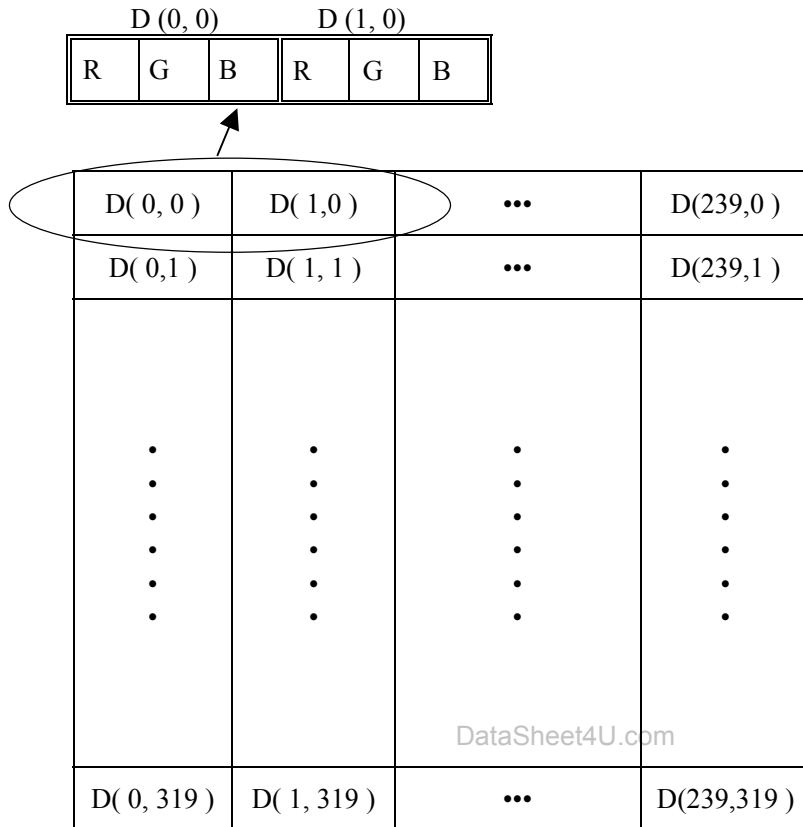 D (0, 0) D (1, 0)
R G B R G B
D( 0, 0 ) D( 1,0 ) ••• D(239,0 )
D( 0,1 ) D( 1, 1 ) ••• D(239,1 )
• • • •
• • • •
• • • •
• • • •
• • • •
• • • •
DataSheet4U.com
D( 0, 319 ) D( 1, 319 ) ••• D(239,319 )